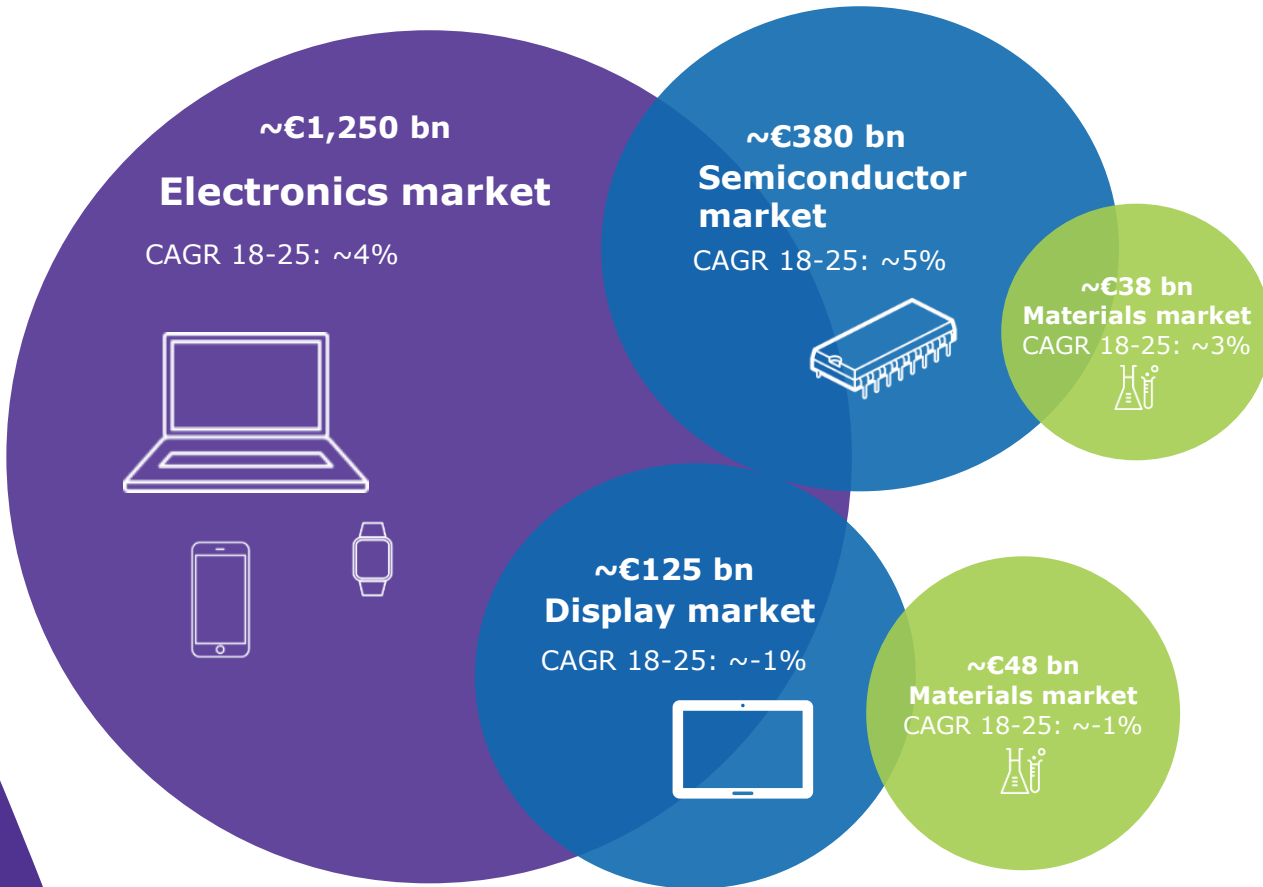 ~€1,250 bn
Electronics market
CAGR 18-25: ~4%
~€380 bn
Semiconductor
market
CAGR 18-25: ~5%
~€38 bn
Materials market
CAGR 18-25: ~3%
~€125 bn
Display market
CAGR 18-25: ~-1%
~€48 bn
Materials market
CAGR 18-25: ~-1%